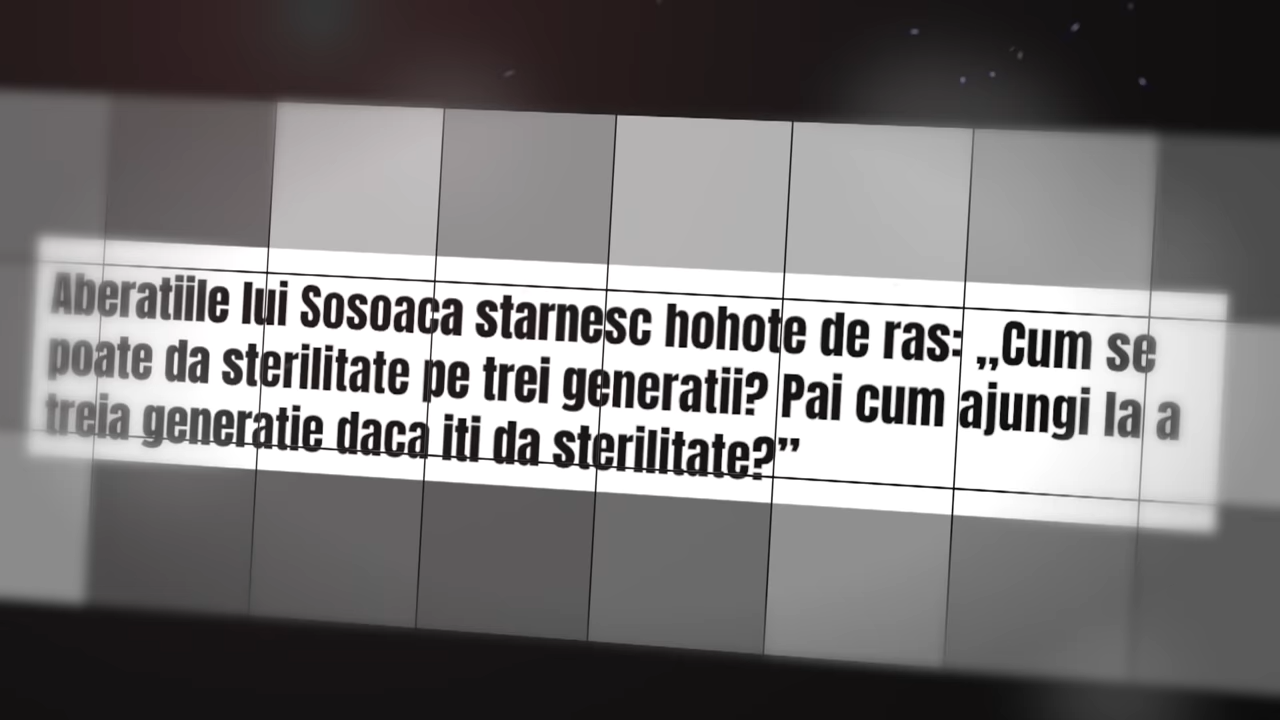 Aberatiile lui Sosoaca starnesc hohote de ras: „Cum se
poate da sterilitate pe trei generatii? Pai cum ajungi la a
treia generatie daca iti da sterilitate?”